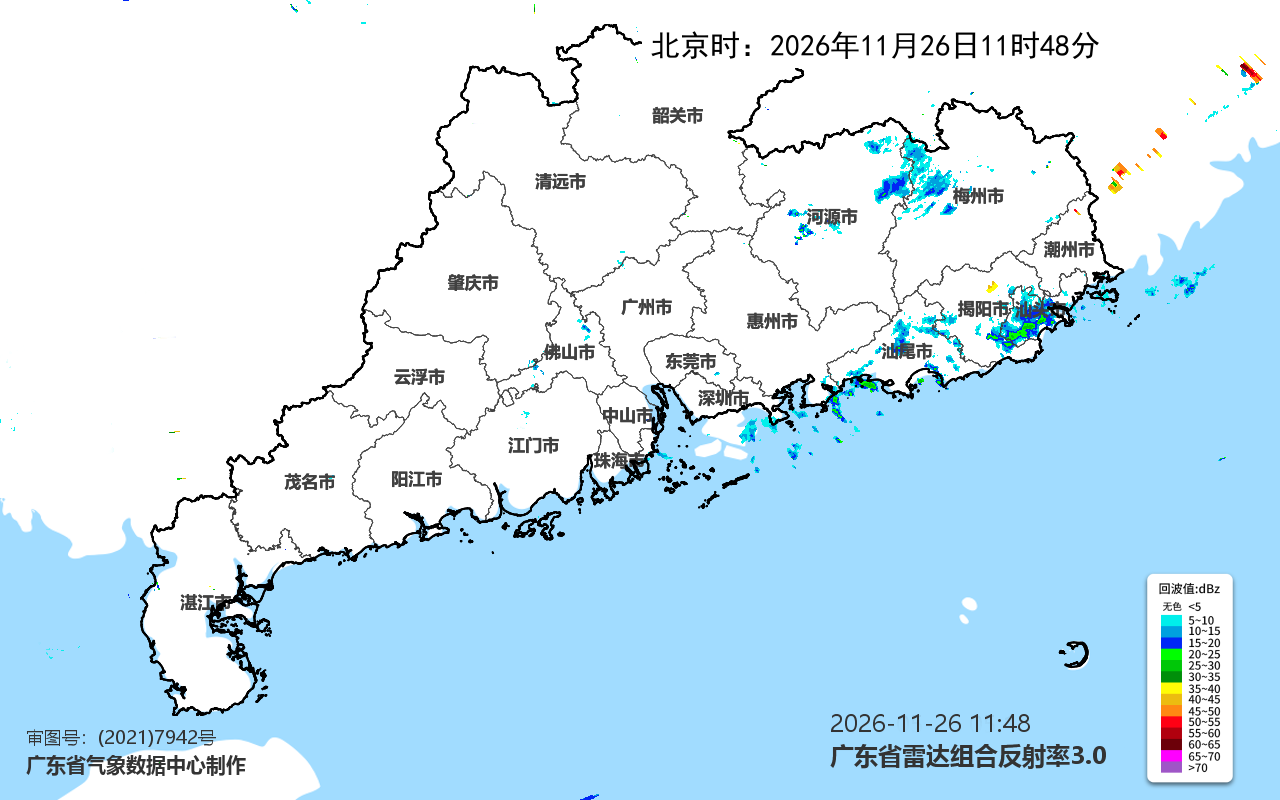 北京时：2026年11月26日11时48分
韶关市
清远市
梅州市
河源市
潮州市
肇庆市
广州市
揭阳市
惠州市
佛山市
汕尾市
东莞市
云浮市
深圳市
中山市
江门市
珠海市
阳江市
茂名市
湛江市
回波值:dBz
无色 <5
5~10
10~15
15~20
20~25
25~30
30~35
35~40
40~45
45~50
50~55
55~60
60~65
65~70
>70
审图号：(2021)7942号
广东省气象数据中心制作
2026-11-26 11:48
广东省雷达组合反射率3.0